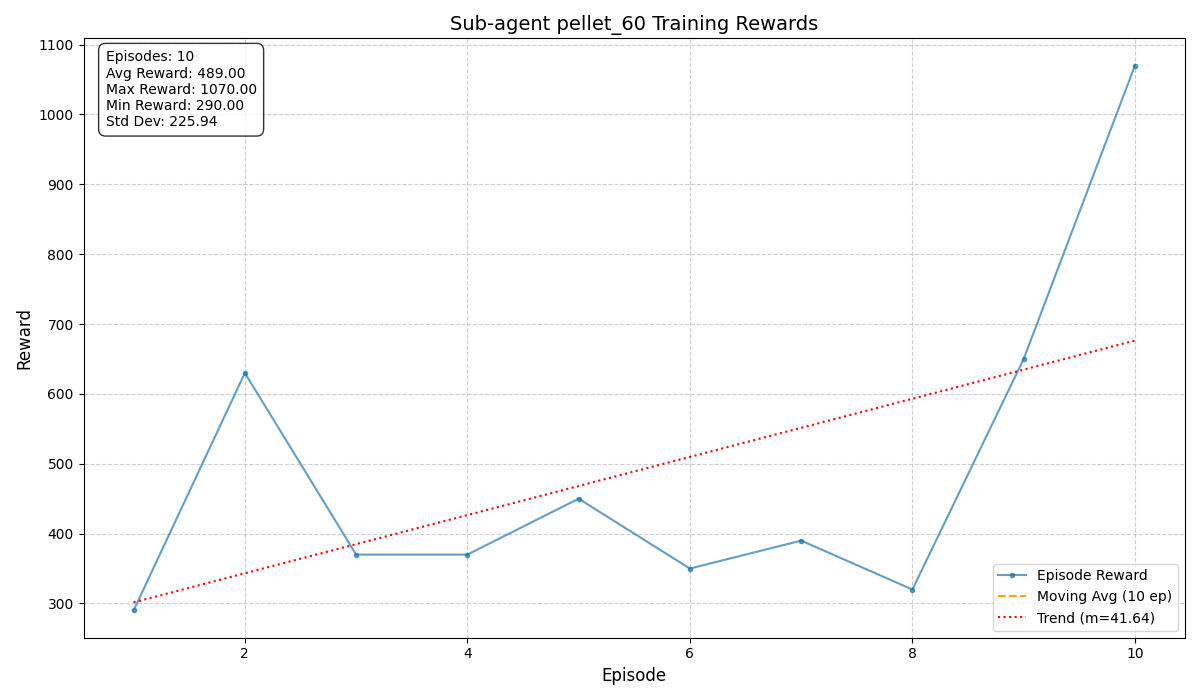 Sub-agent pellet_60 Training Rewards
Episodes: 10
Avg Reward: 489.00
Max Reward: 1070.00
Min Reward: 290.00
Std Dev: 225.94
1100
1000
900
800
700
600
500
400
300
Reward
2
4
6
8
10
Episode
Episode Reward
Moving Avg (10 ep)
Trend (m=41.64)